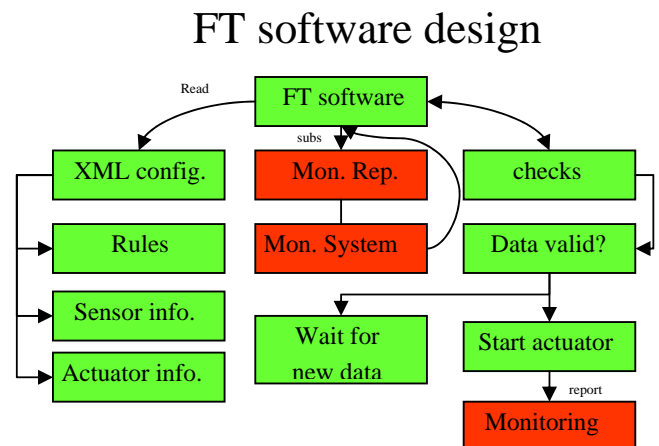 FT software design
Read
FT software
subs
XML config.
Mon. Rep.
checks
Rules
Mon. System
Data valid?
Sensor info.
Wait for
new data
Start actuator
Actuator info.
report
Monitoring